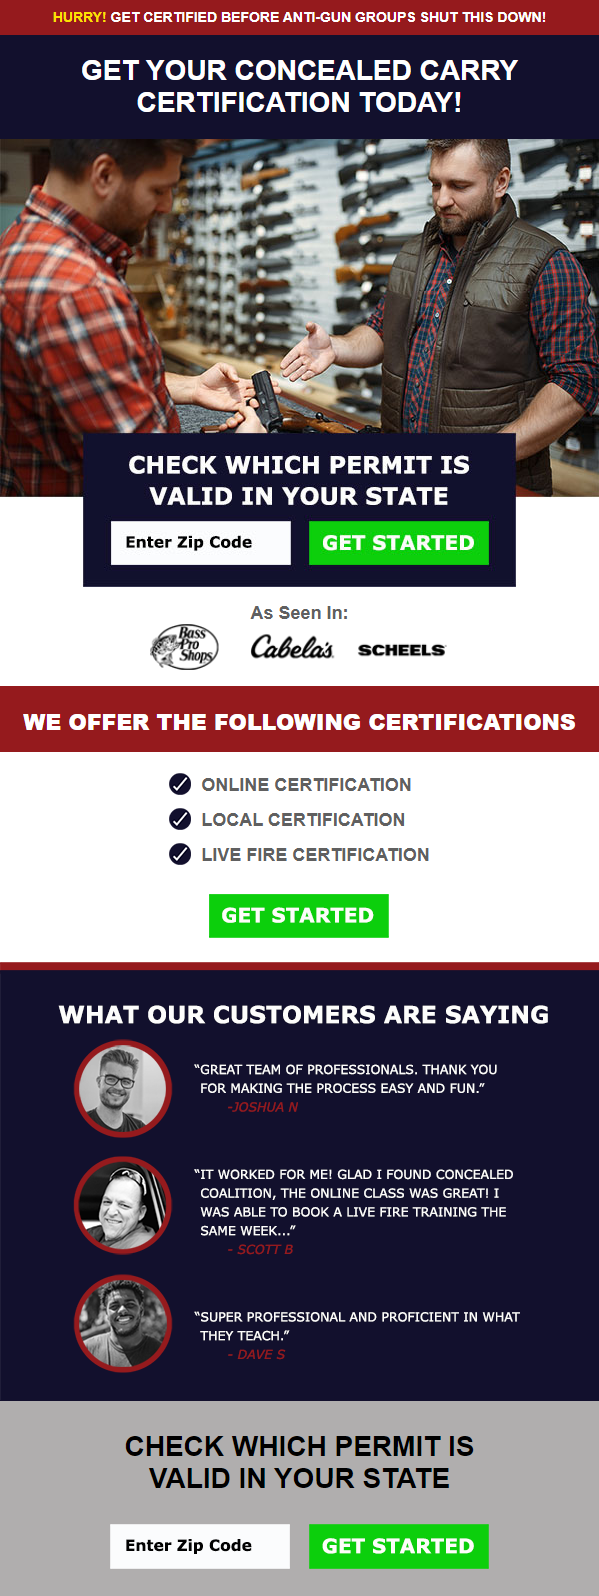 HURRY! GET CERTIFIED BEFORE ANTI-GUN GROUPS SHUT THIS DOWN!
GET YOUR CONCEALED CARRY
CERTIFICATION TODAY!
CHECK WHICH PERMIT IS
VALID IN YOUR STATE
Enter Zip Code
GET STARTED
As Seen In:
Bass
Pro
Shops
Cabela's
SCHEELS
WE OFFER THE FOLLOWING CERTIFICATIONS
ONLINE CERTIFICATION
LOCAL CERTIFICATION
LIVE FIRE CERTIFICATION
GET STARTED
WHAT OUR CUSTOMERS ARE SAYING
“GREAT TEAM OF PROFESSIONALS. THANK YOU
FOR MAKING THE PROCESS EASY AND FUN.”
-JOSHUA N
“IT WORKED FOR ME! GLAD I FOUND CONCEALED
COALITION, THE ONLINE CLASS WAS GREAT! I
WAS ABLE TO BOOK A LIVE FIRE TRAINING THE
SAME WEEK...”
- SCOTT B
“SUPER PROFESSIONAL AND PROFICIENT IN WHAT
THEY TEACH.”
- DAVE S
CHECK WHICH PERMIT IS
VALID IN YOUR STATE
Enter Zip Code
GET STARTED